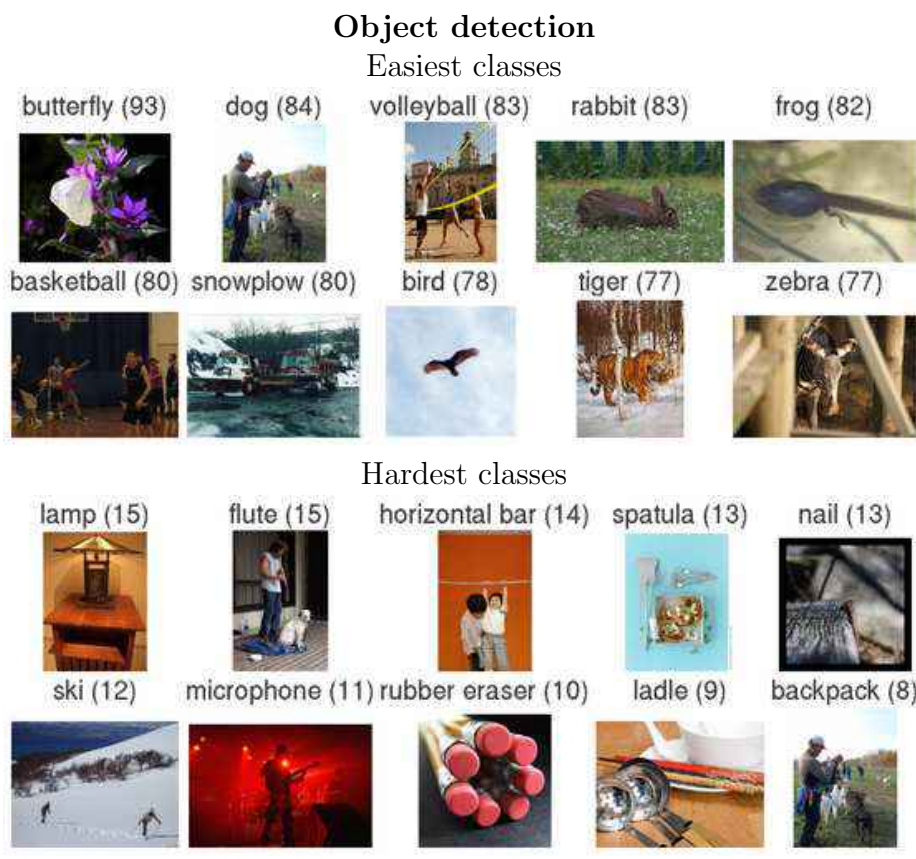 Object detection
Easiest classes
butterfly (93) dog (84) volleyball (83) rabbit (83) frog (82)
basketball (80) snowplow (80) bird (78) tiger (77) zebra (77)
Hardest classes
lamp (15) flute (15) horizontal bar (14) spatula (13) nail (13)
ski (12) microphone (11) rubber eraser (10) ladle (9) backpack (8)